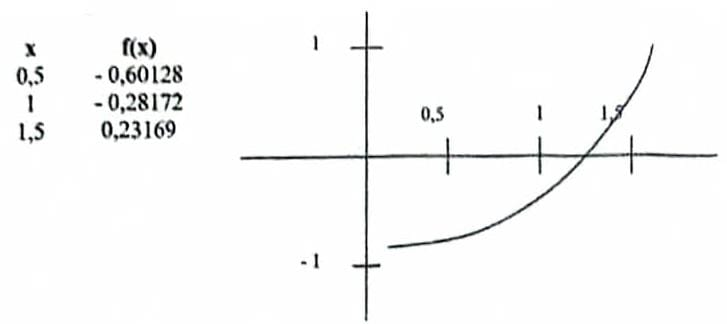 x f(x)
0,5 - 0,60128
1 - 0,28172
1,5 0,23169
1
0,5 1 1,5
- 1